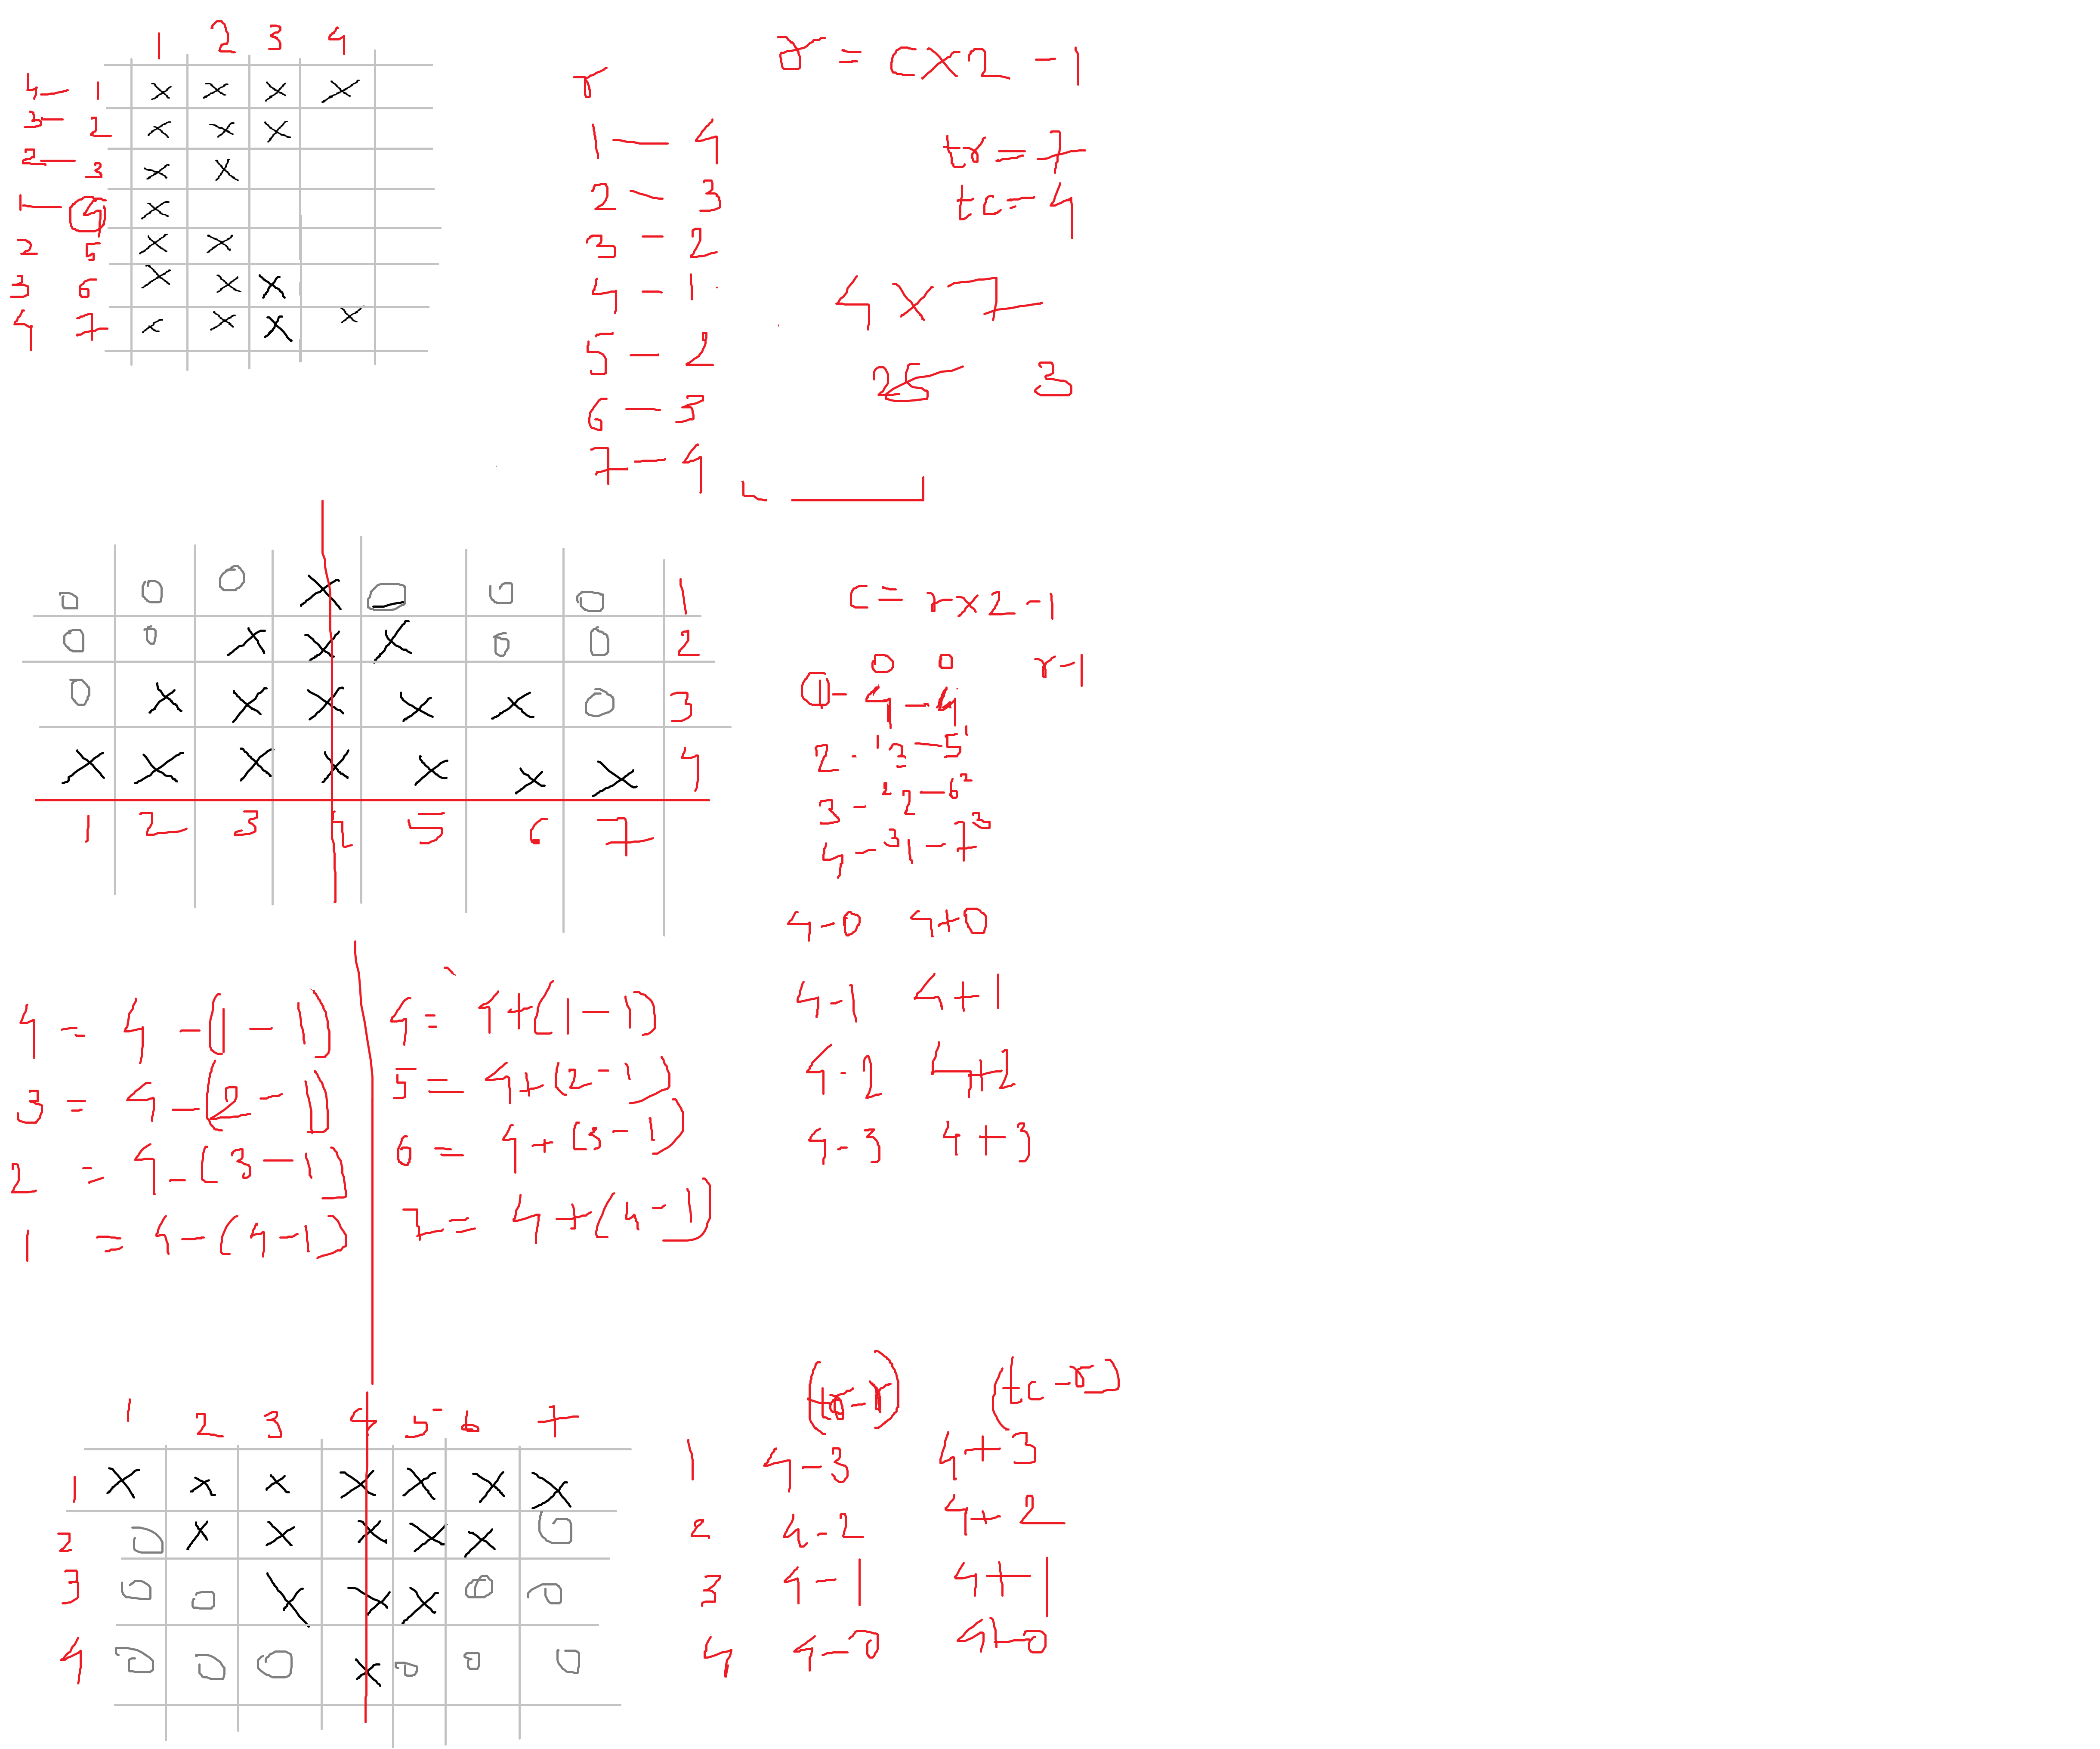 1 2 3 4
4- 1 x x x x
3- 2 x x x
2- 3 x x
1- 4 x
2 5 x x
3 6 x x x
4 7 x x x x
r
1 - 4
2 - 3
3 - 2
4 - 1
5 - 2
6 - 3
7 - 4
r = c x 2 - 1
tr = 7
tc = 4
4 x 7
25 3
0 0 0 x 0 0 0 1
0 0 x x x 0 0 2
0 x x x x x 0 3
x x x x x x x 4
1 2 3 4 5 6 7
c = r x 2 - 1
0 0 r-1
1 - 4 - 4
2 - 1 3 - 5 1
3 - 2 2 - 6 2
4 - 3 1 - 7 3
4-0 4+0
4-1 4+1
4-2 4+2
4-3 4+3
4 = 4 - (1 - 1)
3 = 4 - (2 - 1)
2 = 4 - (3 - 1)
1 = 4 - (4 - 1)
4 = 4 + (1 - 1)
5 = 4 + (2 - 1)
6 = 4 + (3 - 1)
7 = 4 + (4 - 1)
1 2 3 4 5 6 7
1 x x x x x x x
2 0 x x x x x 0
3 0 0 x x x 0 0
4 0 0 0 x 0 0 0
(tr - r) (tc - r)
1 4-3 4+3
2 4-2 4+2
3 4-1 4+1
4 4-0 4+0